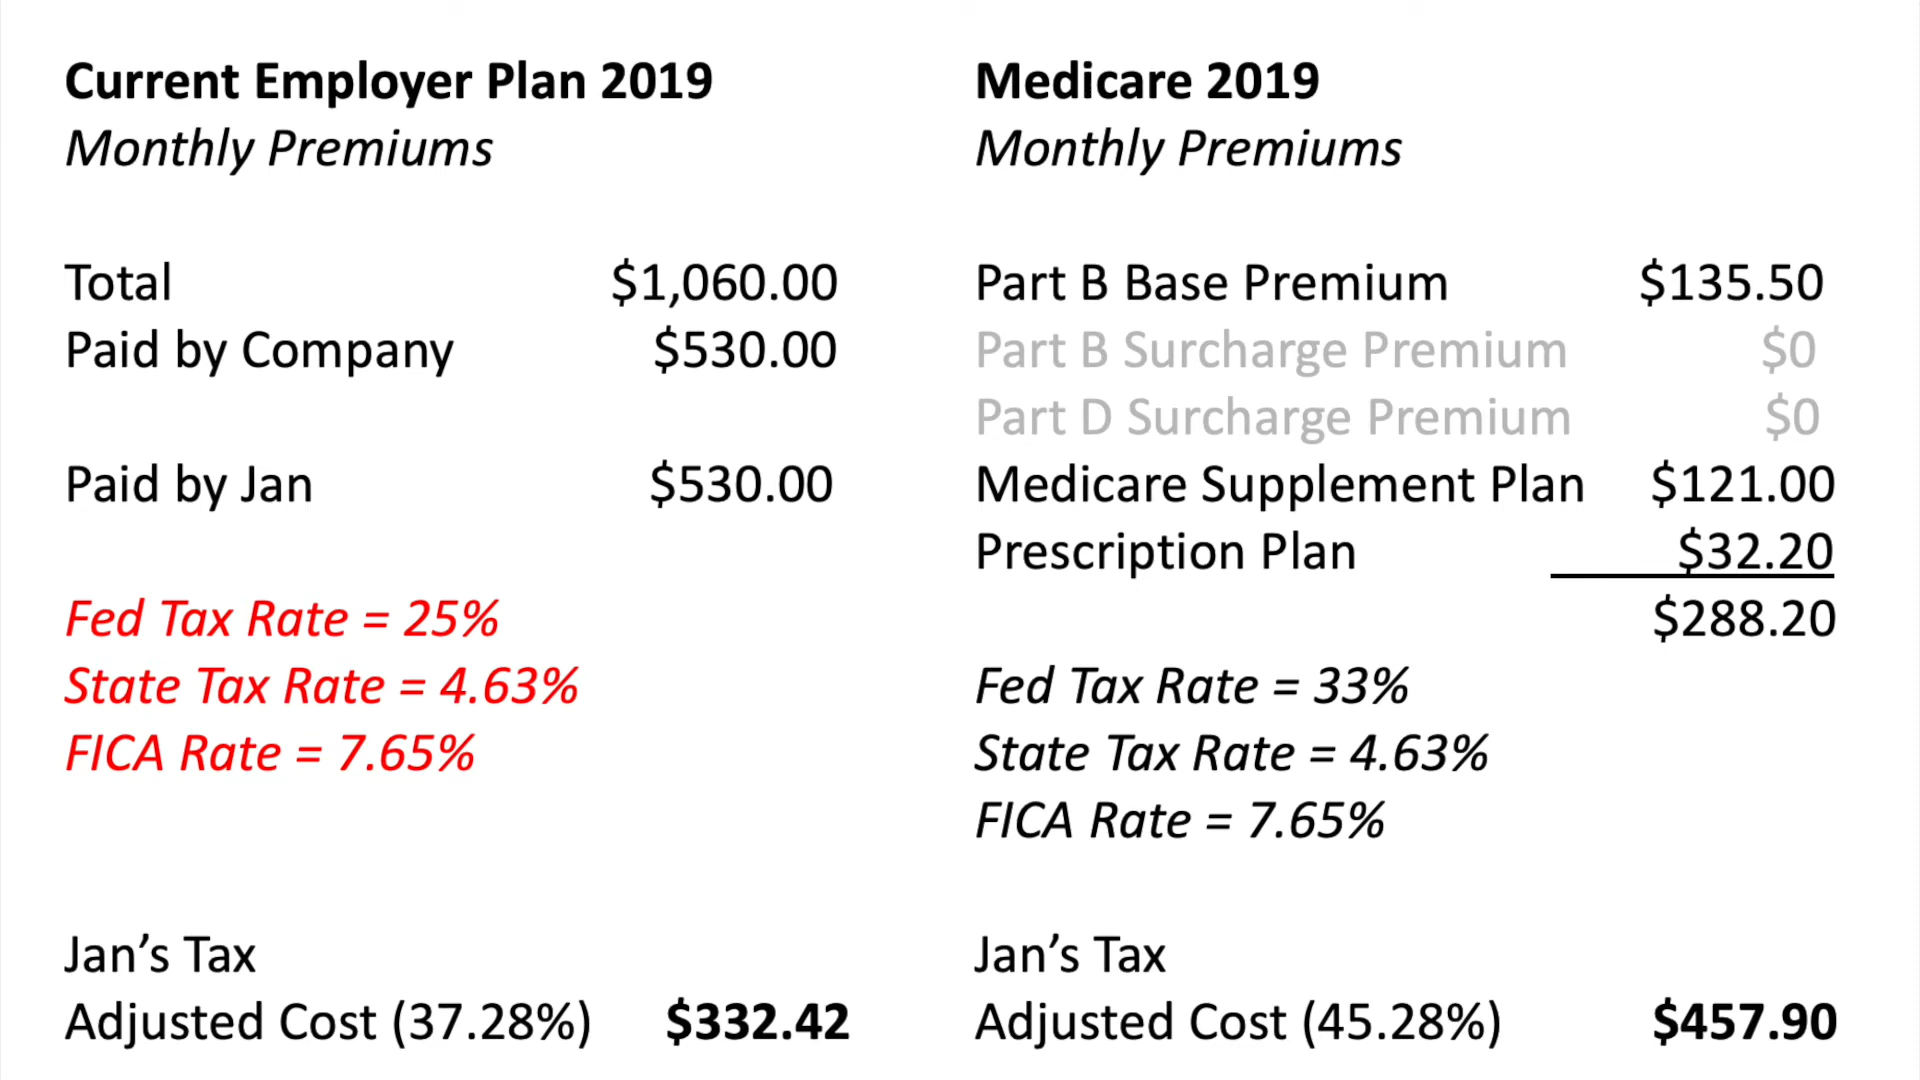 Current Employer Plan 2019
Monthly Premiums
Total $1,060.00
Paid by Company $530.00
Paid by Jan $530.00
Fed Tax Rate = 25%
State Tax Rate = 4.63%
FICA Rate = 7.65%
Jan’s Tax
Adjusted Cost (37.28%) $332.42
Medicare 2019
Monthly Premiums
Part B Base Premium $135.50
Part B Surcharge Premium $0
Part D Surcharge Premium $0
Medicare Supplement Plan $121.00
Prescription Plan $32.20
$288.20
Fed Tax Rate = 33%
State Tax Rate = 4.63%
FICA Rate = 7.65%
Jan’s Tax
Adjusted Cost (45.28%) $457.90